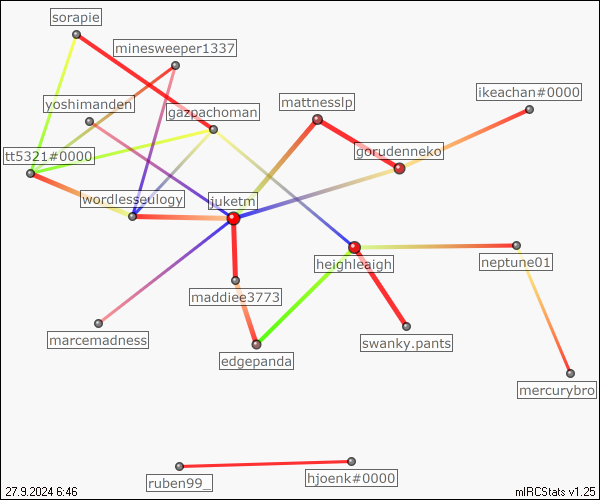 sorapie
minesweeper1337
ikeachan#0000
yoshimanden
gazpachoman
mattnesslp
gorudenneko
tt5321#0000
wordlesseulogy
juketm
heighleaigh
neptune01
maddiee3773
marcemadness
edgepanda
swanky.pants
mercurybro
ruben99_
hjoenk#0000
27.9.2024 6:46
mIRCStats v1.25